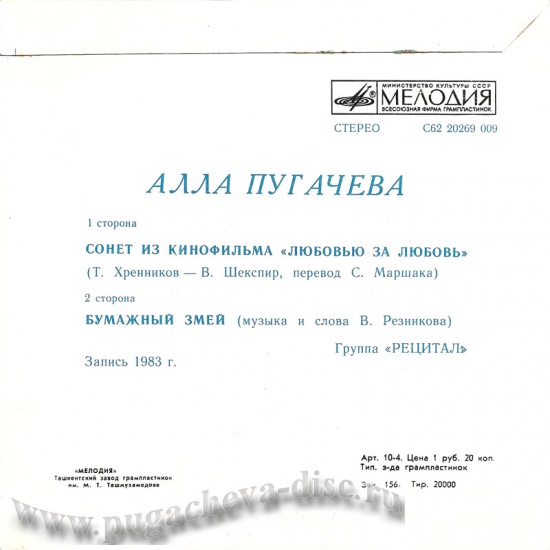 МИНИСТЕРСТВО КУЛЬТУРЫ СССР
МЕЛОДИЯ
ВСЕСОЮЗНАЯ ФИРМА ГРАМПЛАСТИНОК
СТЕРЕО С62 20269 009
АЛЛА ПУГАЧЕВА
1 сторона
СОНЕТ ИЗ КИНОФИЛЬМА «ЛЮБОВЬЮ ЗА ЛЮБОВЬ»
(Т. Хренников — В. Шекспир, перевод С. Маршака)
2 сторона
БУМАЖНЫЙ ЗМЕЙ (музыка и слова В. Резникова)
Группа «РЕЦИТАЛ»
Запись 1983 г.
«МЕЛОДИЯ»
Ташкентский завод грампластинок
им. М. Т. Ташмухамедова
Арт. 10-4. Цена 1 руб. 20 коп.
Тип. з-да грампластинок
Зак. 156. Тир. 20000
www.pugacheva-disc.ru